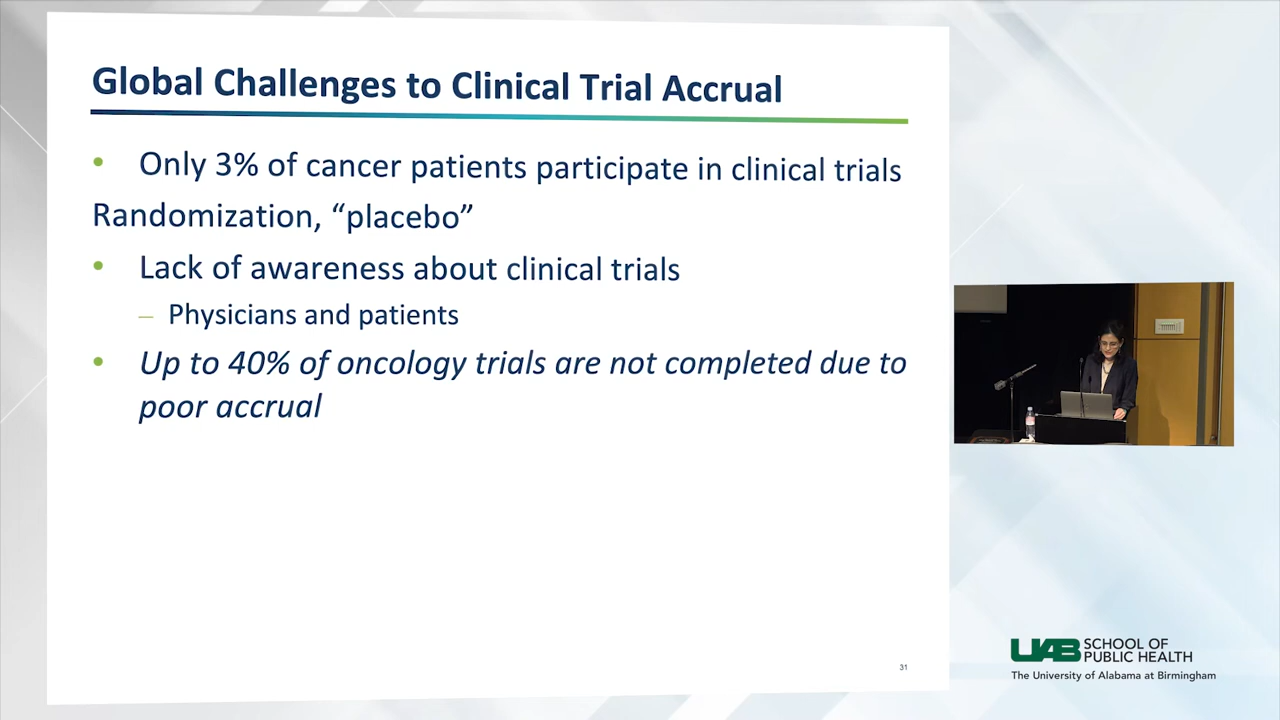 Global Challenges to Clinical Trial Accrual
• Only 3% of cancer patients participate in clinical trials
Randomization, “placebo”
• Lack of awareness about clinical trials
– Physicians and patients
• Up to 40% of oncology trials are not completed due to
poor accrual
31
UAB SCHOOL OF
PUBLIC HEALTH
The University of Alabama at Birmingham